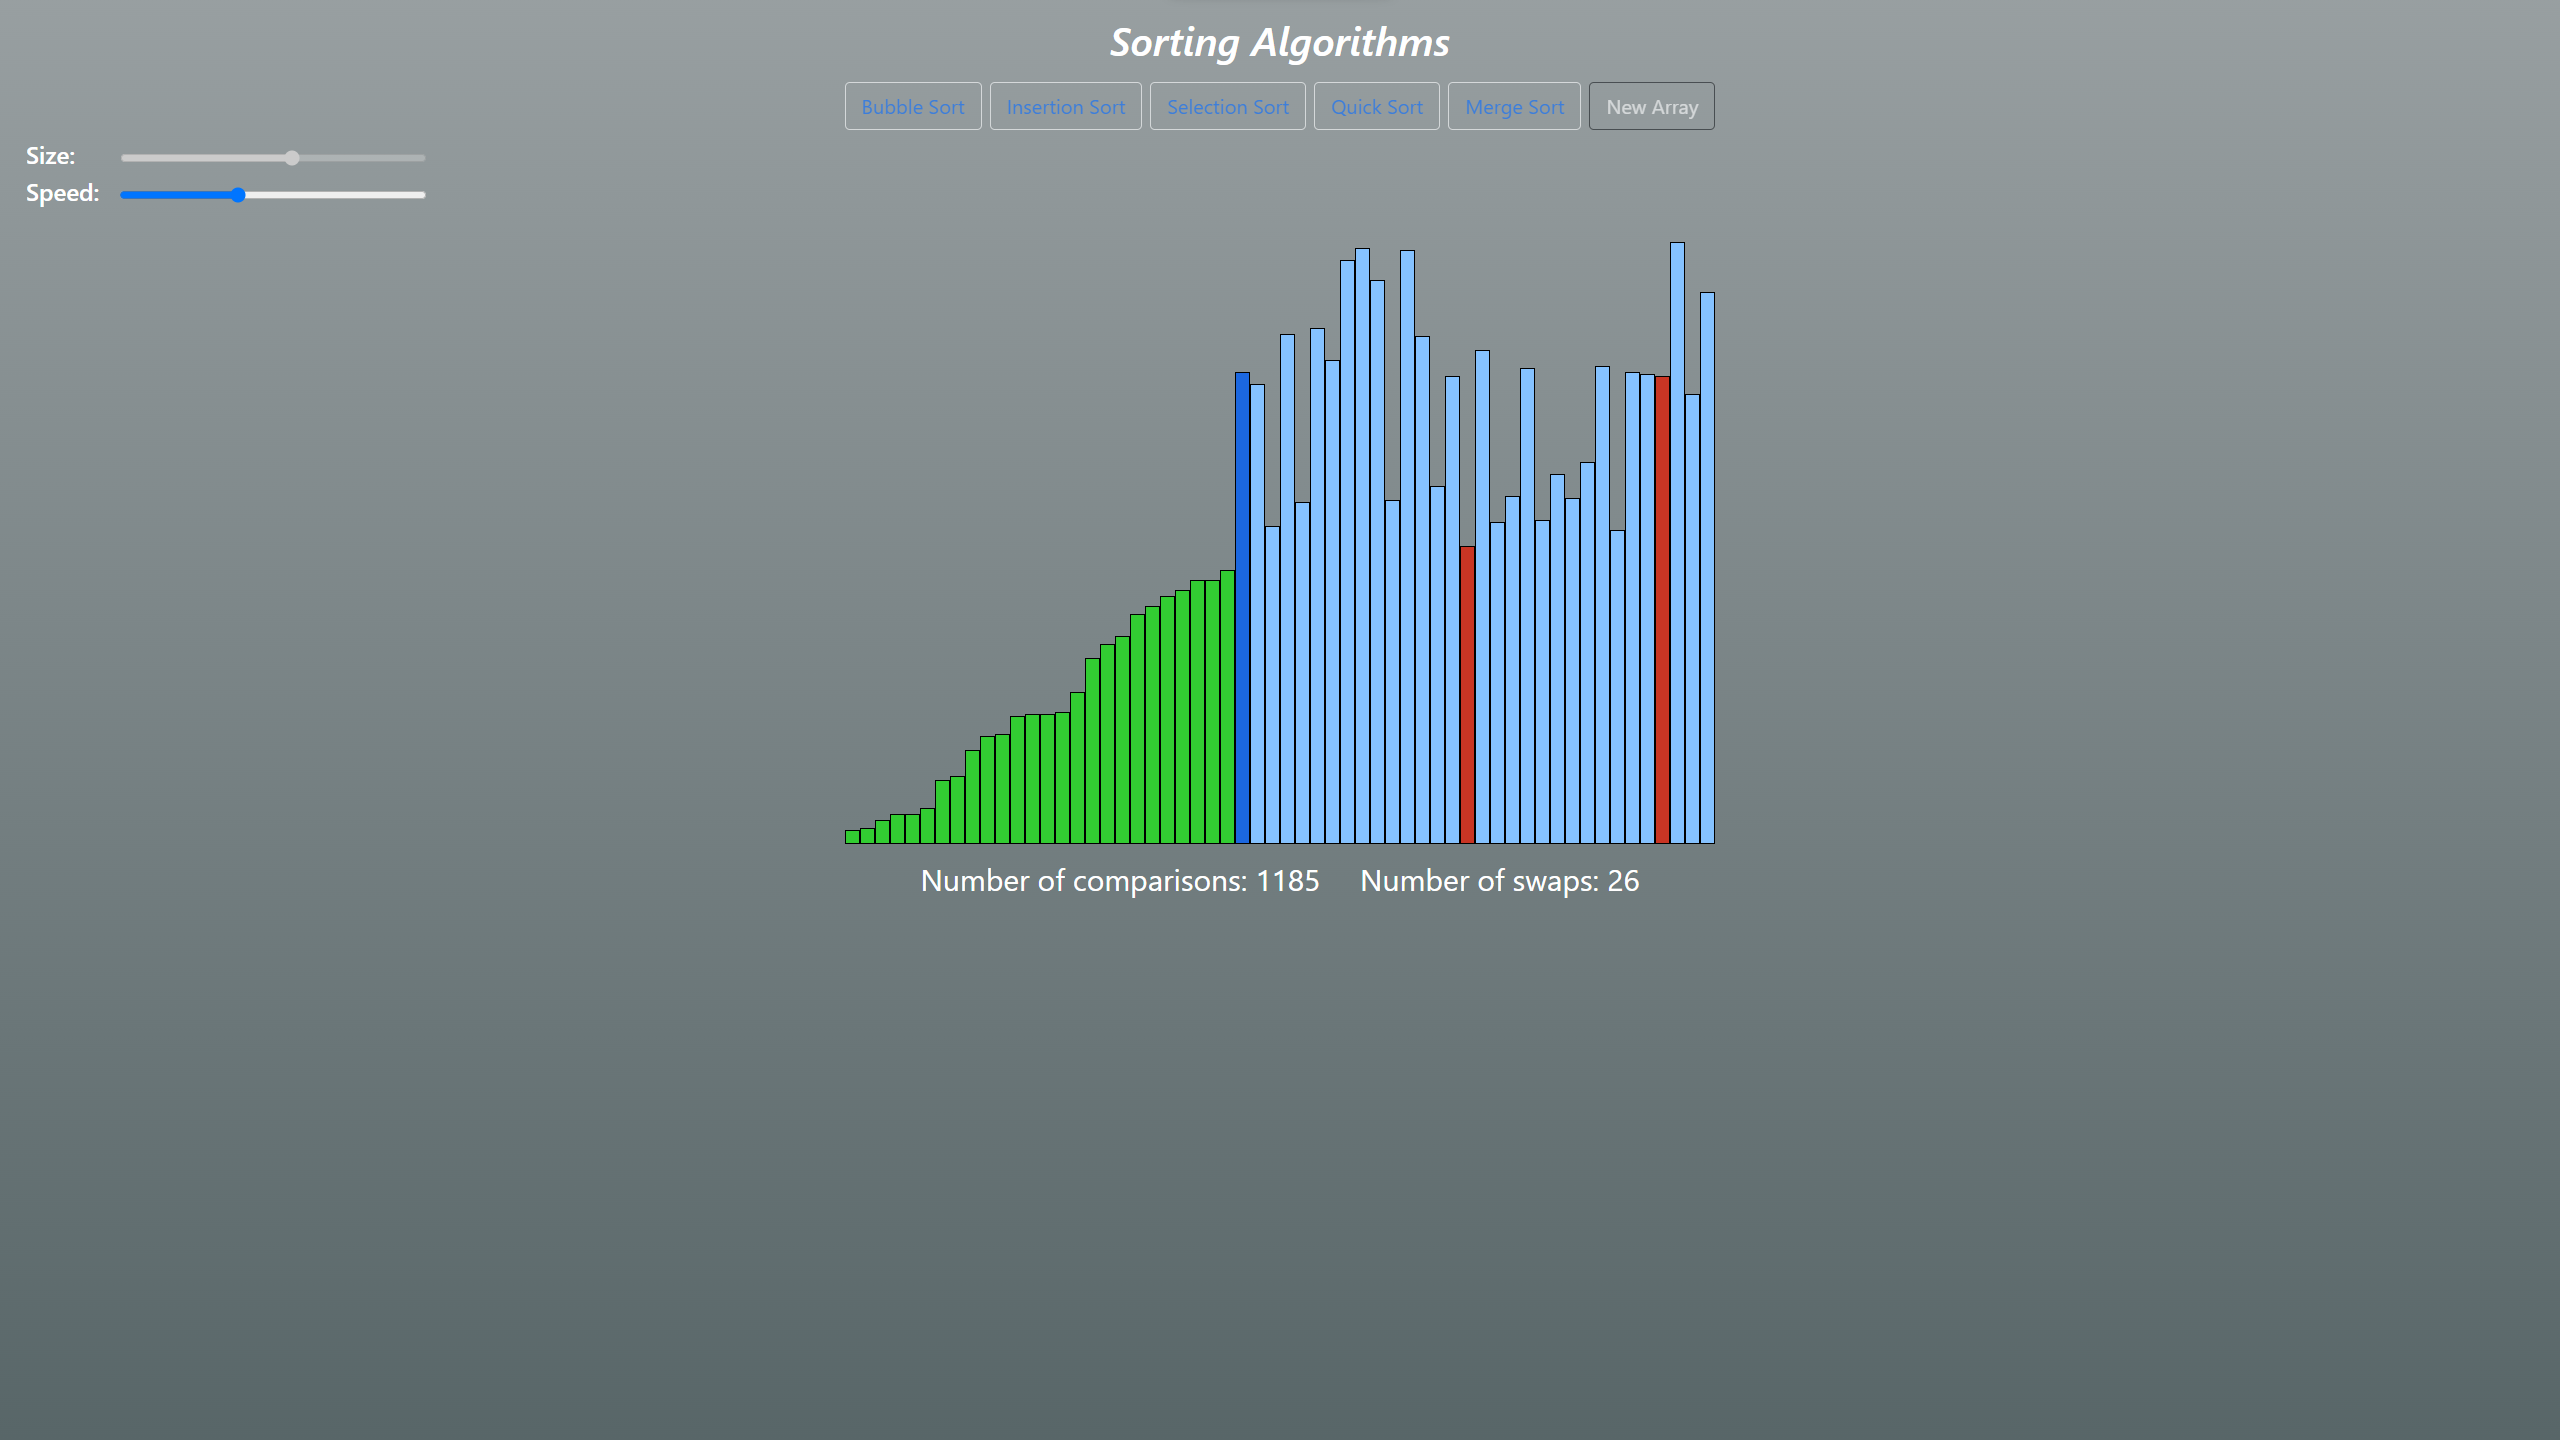 Sorting Algorithms
Bubble Sort Insertion Sort Selection Sort Quick Sort Merge Sort New Array
Size:
Speed:
Number of comparisons: 1185 Number of swaps: 26